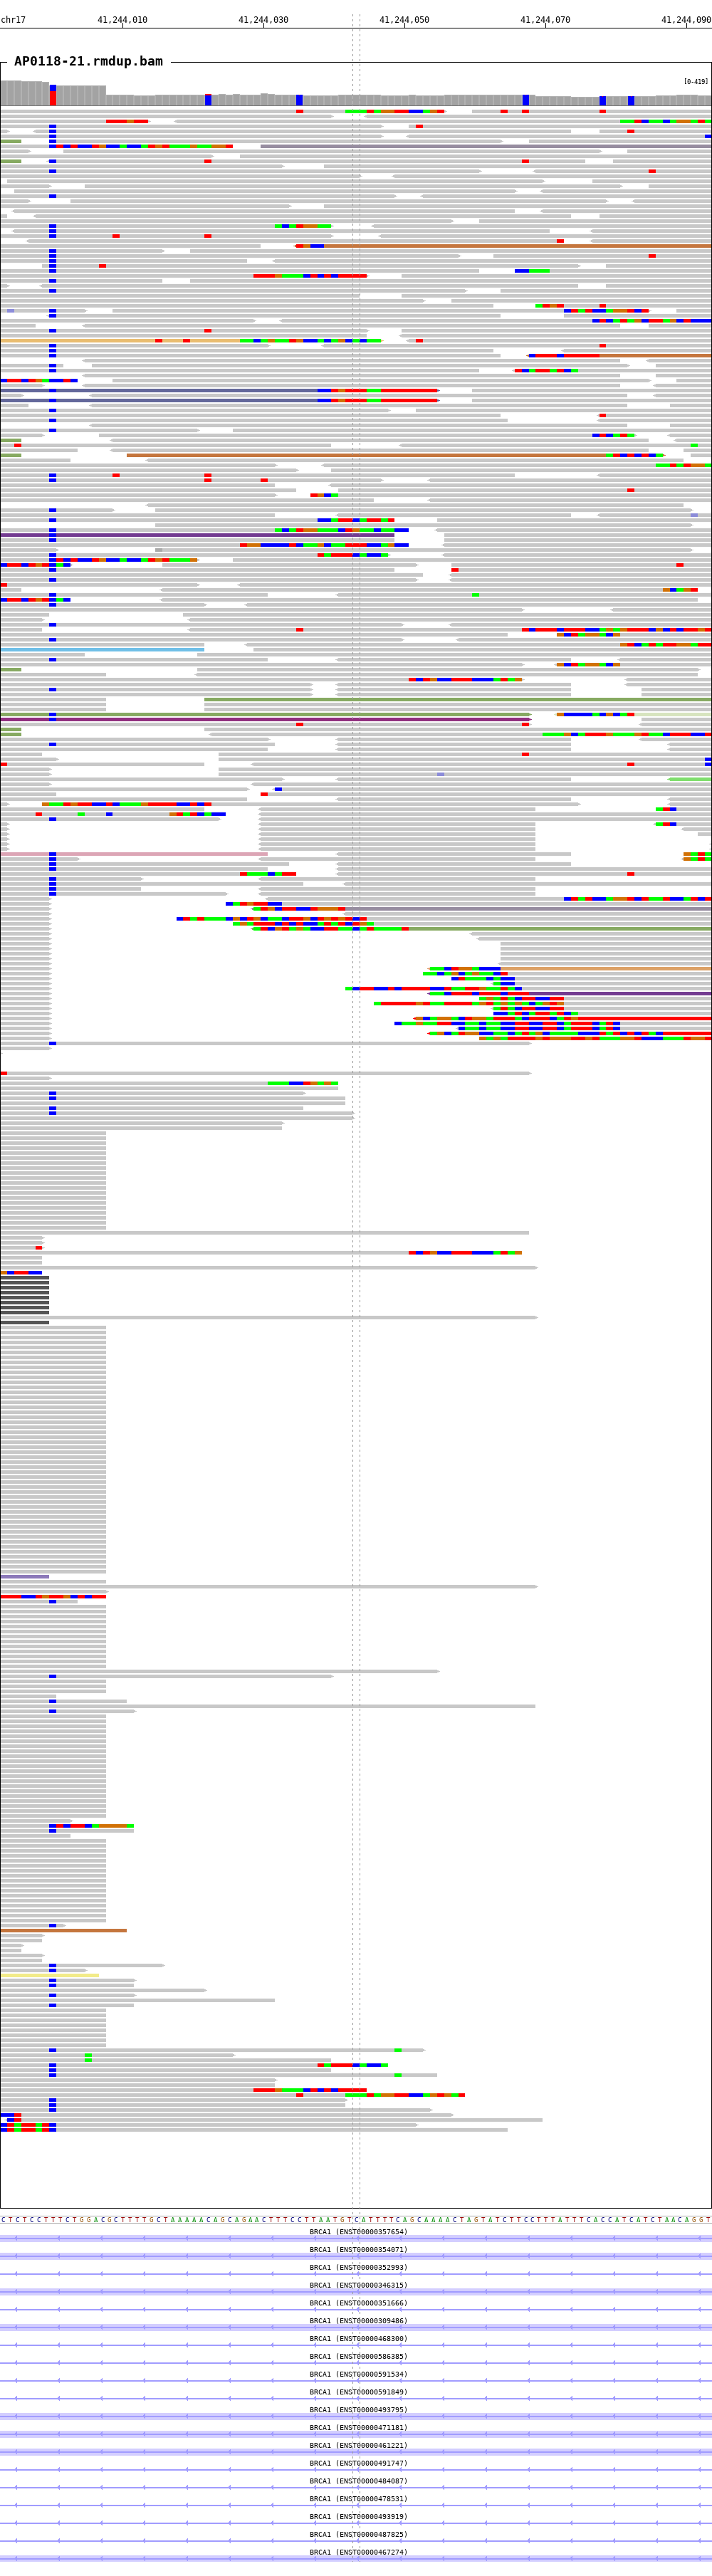 chr17 41,244,010 41,244,030 41,244,050 41,244,070 41,244,090
AP0118-21.rmdup.bam
[0-419]
C T C T C C T T T C T G G A C G C T T T T G C T A A A A A C A G C A G A A C T T T C C T T A A T G T C A T T T T C A G C A A A A C T A G T A T C T T C C T T T A T T T C A C C A T C A T C T A A C A G G T
BRCA1 (ENST00000357654)
BRCA1 (ENST00000354071)
BRCA1 (ENST00000352993)
BRCA1 (ENST00000346315)
BRCA1 (ENST00000351666)
BRCA1 (ENST00000309486)
BRCA1 (ENST00000468300)
BRCA1 (ENST00000586385)
BRCA1 (ENST00000591534)
BRCA1 (ENST00000591849)
BRCA1 (ENST00000493795)
BRCA1 (ENST00000471181)
BRCA1 (ENST00000461221)
BRCA1 (ENST00000491747)
BRCA1 (ENST00000484087)
BRCA1 (ENST00000478531)
BRCA1 (ENST00000493919)
BRCA1 (ENST00000487825)
BRCA1 (ENST00000467274)